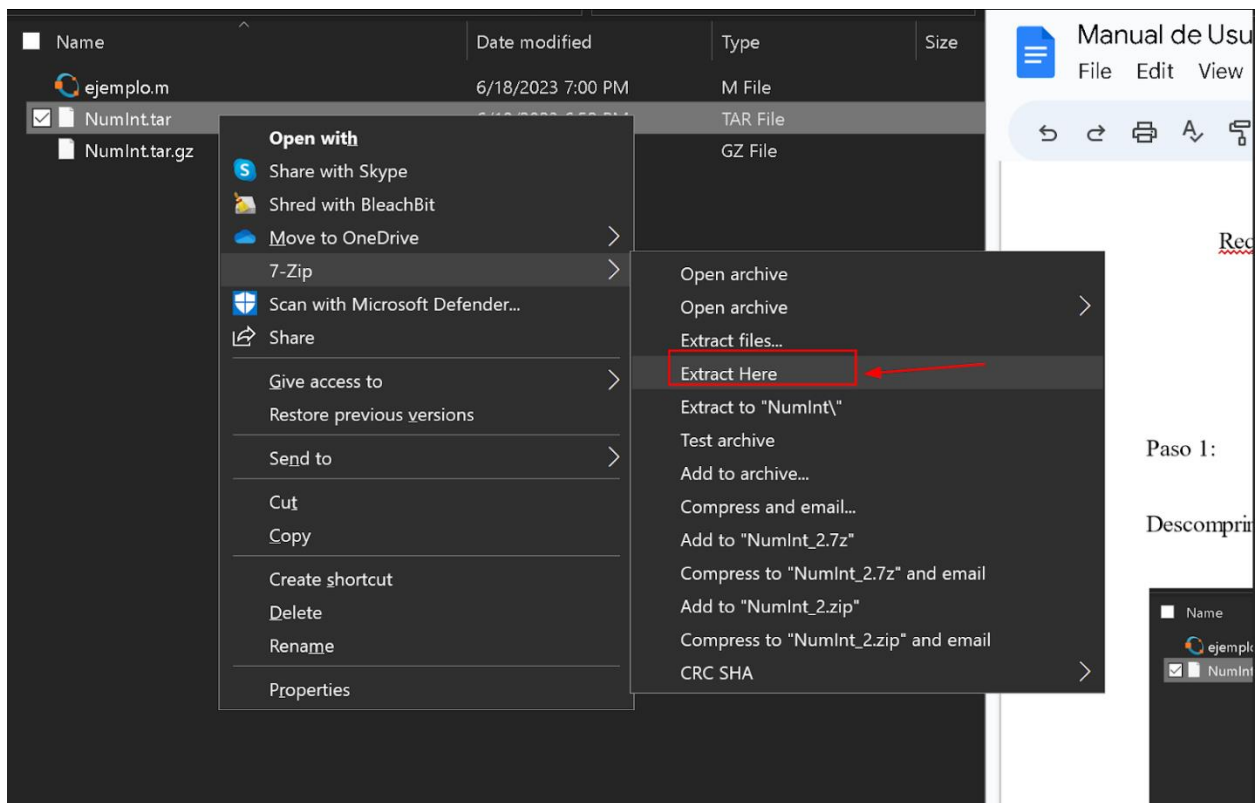 Name Date modified Type Size
ejemplo.m 6/18/2023 7:00 PM M File
NumInt.tar TAR File
NumInt.tar.gz GZ File
Open with
Share with Skype
Shred with BleachBit
Move to OneDrive
7-Zip
Scan with Microsoft Defender...
Share
Give access to
Restore previous versions
Send to
Cut
Copy
Create shortcut
Delete
Rename
Properties
Open archive
Open archive
Extract files...
Extract Here
Extract to "NumInt\"
Test archive
Add to archive...
Compress and email...
Add to "NumInt_2.7z"
Compress to "NumInt_2.7z" and email
Add to "NumInt_2.zip"
Compress to "NumInt_2.zip" and email
CRC SHA
Manual de Usu
File Edit View
Req
Paso 1:
Descomprim
Name
ejemplo
NumInt